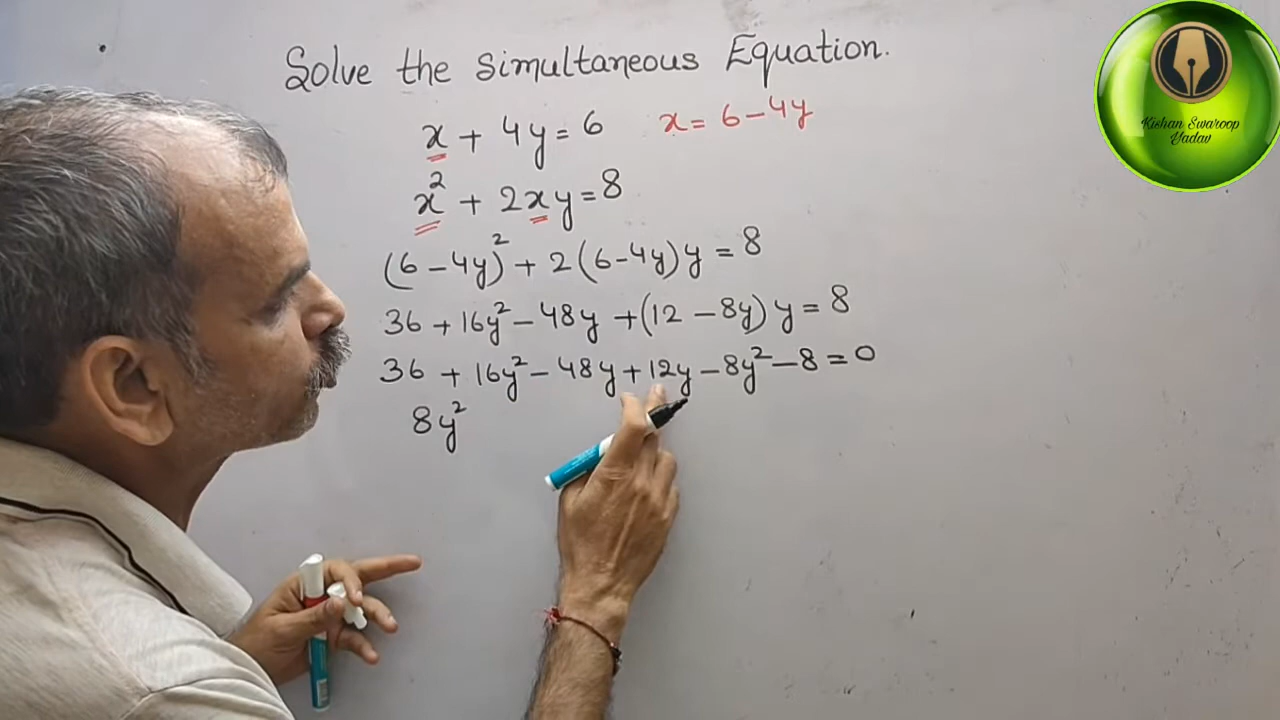 Solve the simultaneous Equation.
x + 4y = 6 x = 6 - 4y
x² + 2xy = 8
(6 - 4y)² + 2(6-4y)y = 8
36 + 16y² - 48y + (12 - 8y)y = 8
36 + 16y² - 48y + 12y - 8y² - 8 = 0
8y²
Kishan Swaroop
Yadav